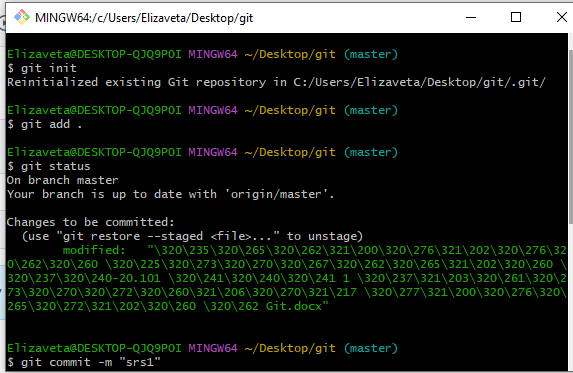 MINGW64:/c/Users/Elizaveta/Desktop/git
Elizaveta@DESKTOP-QJQ9POI MINGW64 ~/Desktop/git (master)
$ git init
Reinitialized existing Git repository in C:/Users/Elizaveta/Desktop/git/.git/
Elizaveta@DESKTOP-QJQ9POI MINGW64 ~/Desktop/git (master)
$ git add .
Elizaveta@DESKTOP-QJQ9POI MINGW64 ~/Desktop/git (master)
$ git status
On branch master
Your branch is up to date with 'origin/master'.
Changes to be committed:
(use "git restore --staged <file>..." to unstage)
modified: "\320\235\320\265\320\262\321\200\320\276\321\202\320\276\32
0\262\320\260 \320\225\320\273\320\270\320\267\320\262\320\265\321\202\320\260 \
320\237\320\240-20.101 \320\241\320\240\320\241 1 \320\237\321\203\320\261\320\2
73\320\270\320\272\320\260\321\206\320\270\321\217 \320\277\321\200\320\276\320\
265\320\272\321\202\320\260 \320\262 Git.docx"
Elizaveta@DESKTOP-QJQ9POI MINGW64 ~/Desktop/git (master)
$ git commit -m "srs1"